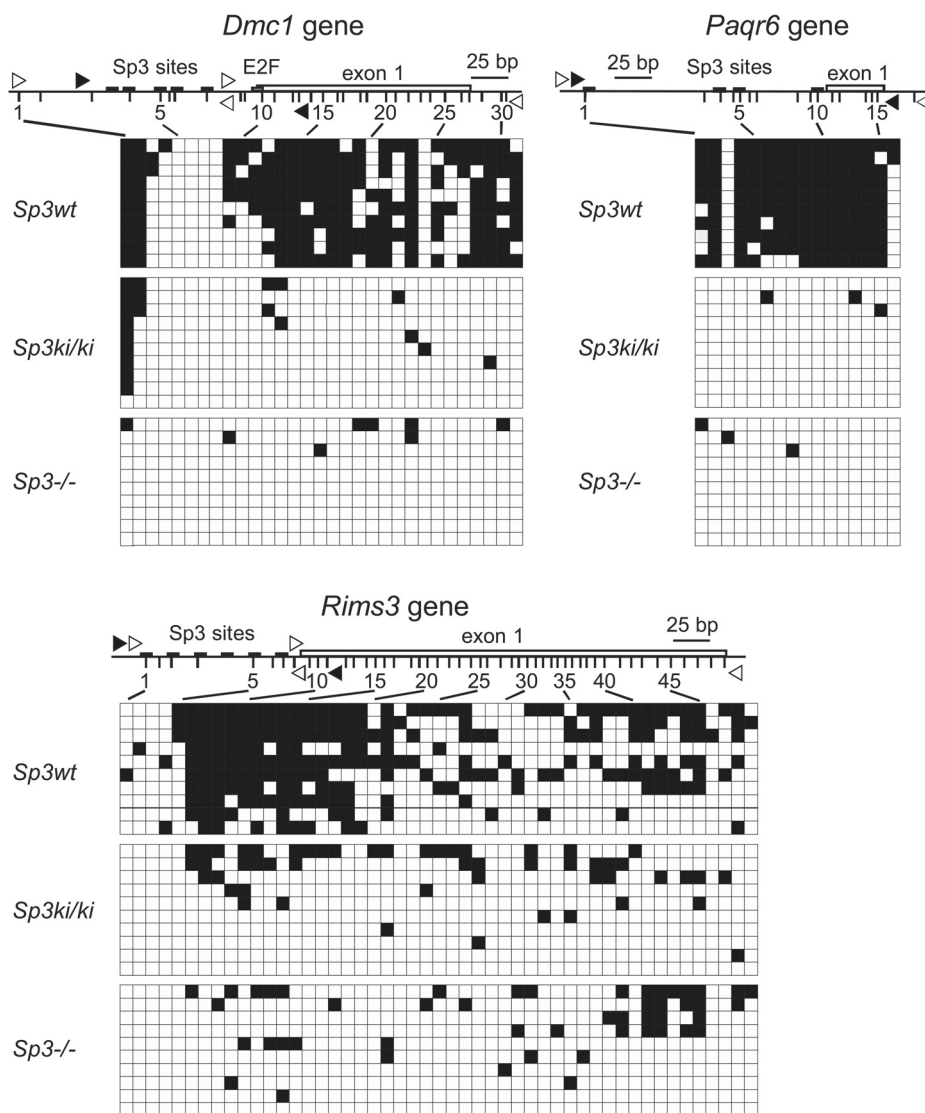 Dmc1 gene
Sp3 sites
E2F
exon 1
25 bp
1 5 10 15 20 25 30
Sp3wt
Sp3ki/ki
Sp3-/-
Paqr6 gene
25 bp
Sp3 sites
exon 1
1 5 10 15
Sp3wt
Sp3ki/ki
Sp3-/-
Rims3 gene
Sp3 sites
exon 1
25 bp
1 5 10 15 20 25 30 35 40 45
Sp3wt
Sp3ki/ki
Sp3-/-